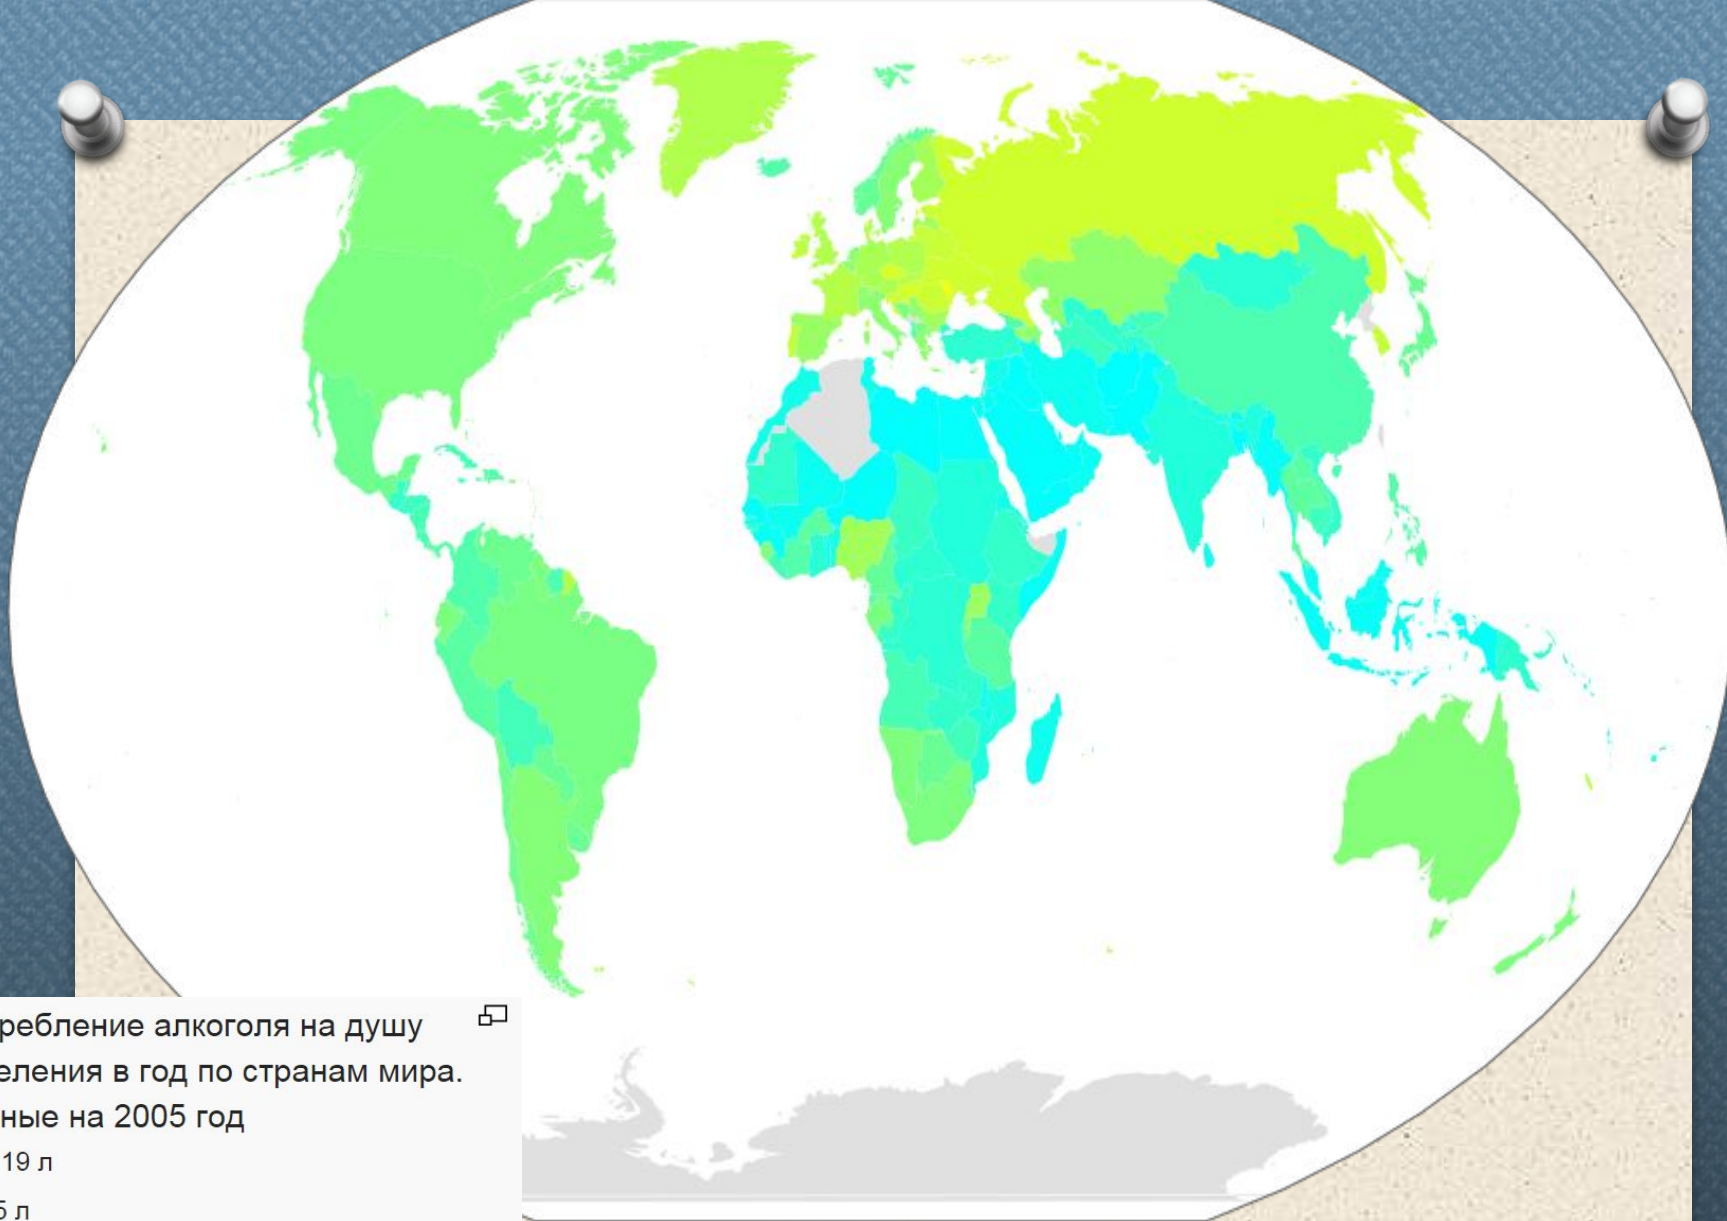 ребление алкоголя на душу
еления в год по странам мира.
ные на 2005 год
19 л
5 л